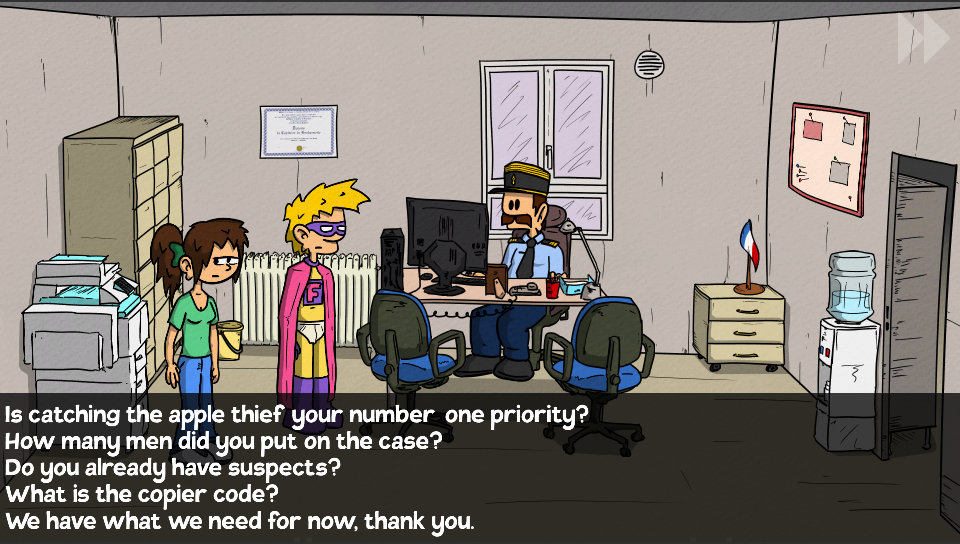 Diplôme
F
Is catching the apple thief your number one priority?
How many men did you put on the case?
Do you already have suspects?
What is the copier code?
We have what we need for now, thank you.